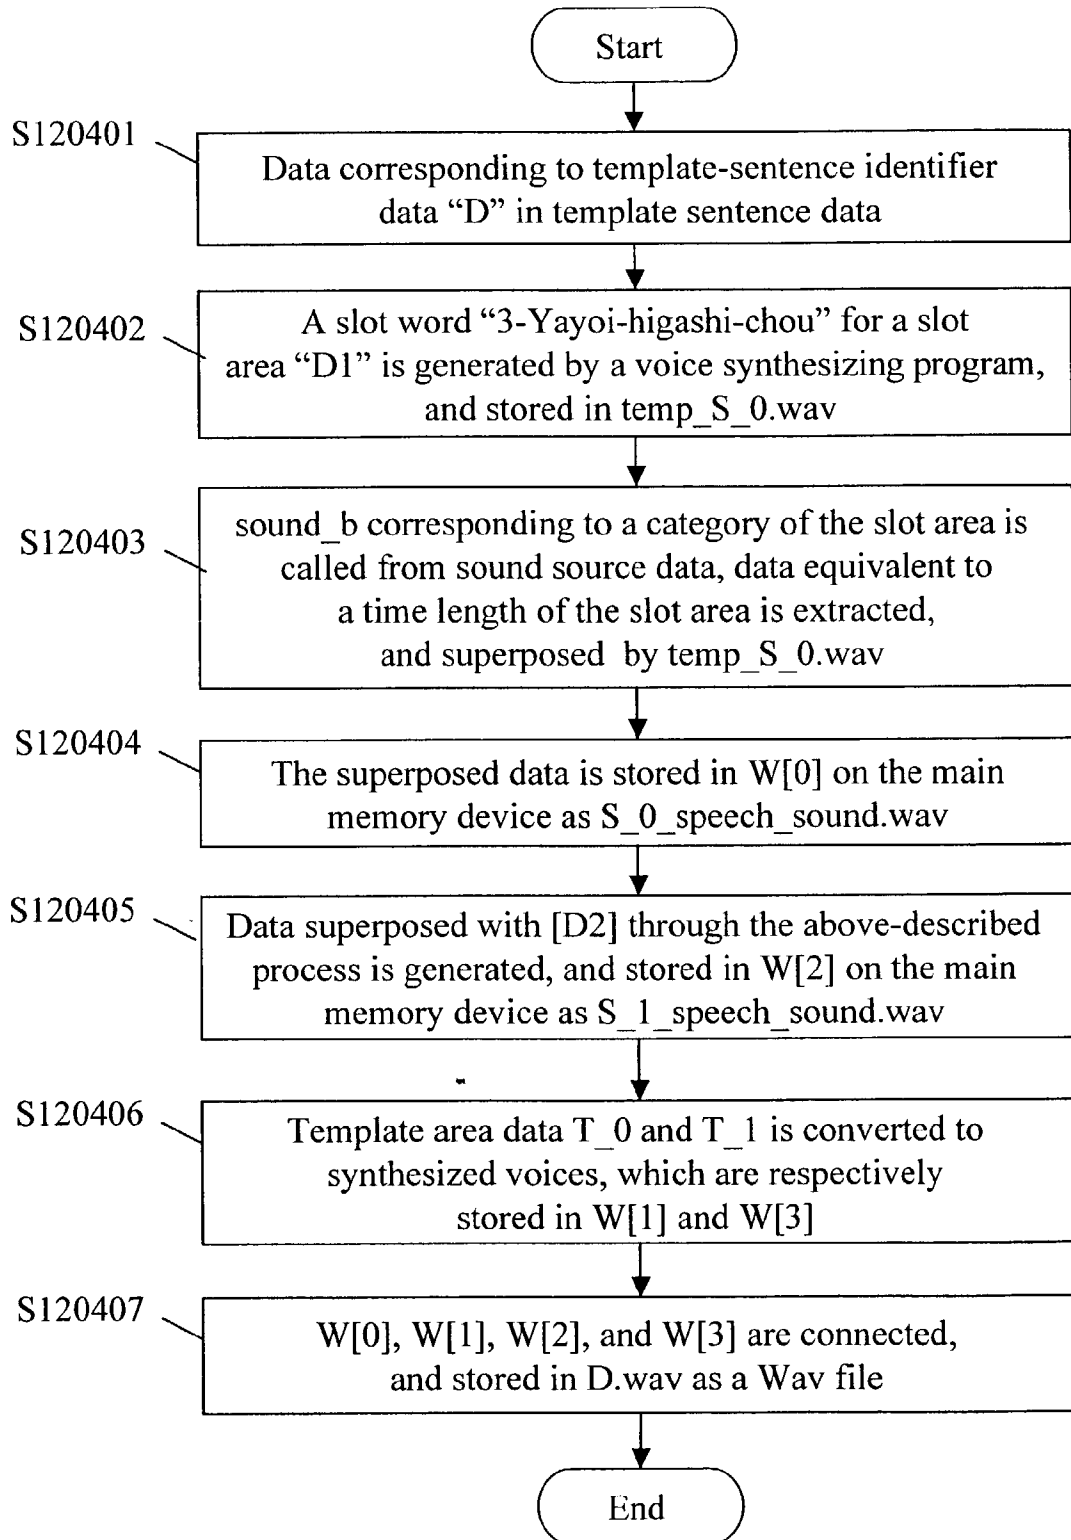 Start
S120401
Data corresponding to template-sentence identifier
data “D” in template sentence data
S120402
A slot word “3-Yayoi-higashi-chou” for a slot
area “D1” is generated by a voice synthesizing program,
and stored in temp_S_0.wav
S120403
sound_b corresponding to a category of the slot area is
called from sound source data, data equivalent to
a time length of the slot area is extracted,
and superposed by temp_S_0.wav
S120404
The superposed data is stored in W[0] on the main
memory device as S_0_speech_sound.wav
S120405
Data superposed with [D2] through the above-described
process is generated, and stored in W[2] on the main
memory device as S_1_speech_sound.wav
S120406
Template area data T_0 and T_1 is converted to
synthesized voices, which are respectively
stored in W[1] and W[3]
S120407
W[0], W[1], W[2], and W[3] are connected,
and stored in D.wav as a Wav file
End